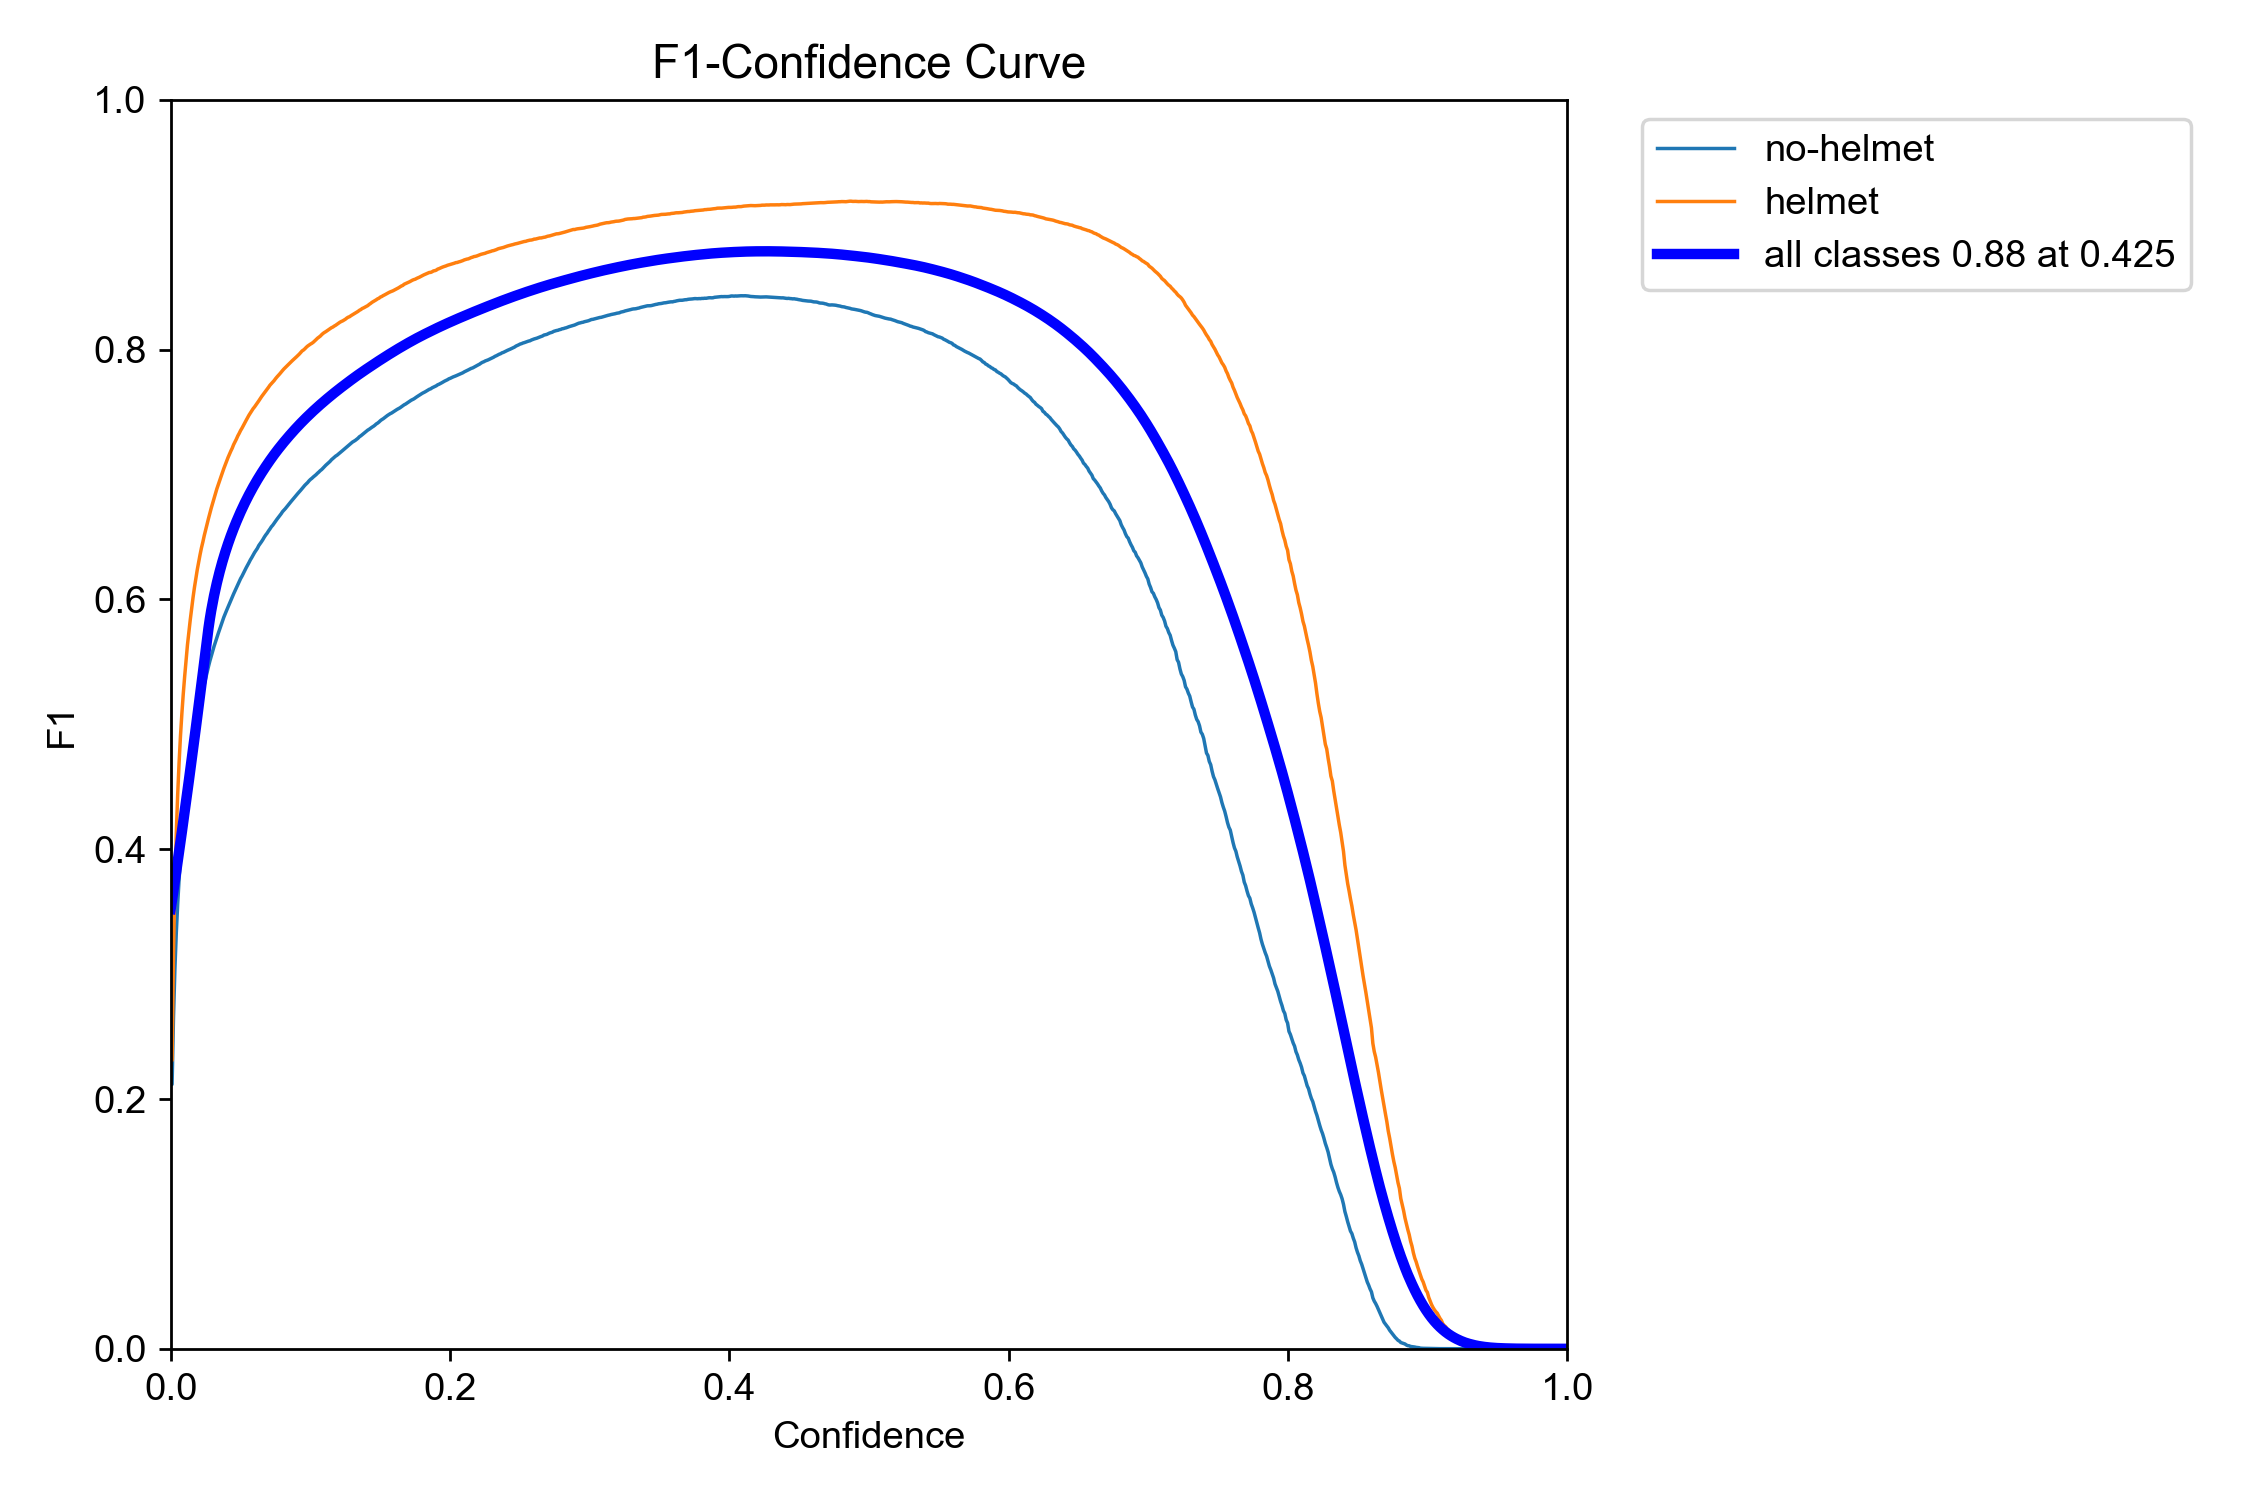 F1-Confidence Curve
1.0
0.8
0.6
0.4
0.2
0.0
F1
0.0 0.2 0.4 0.6 0.8 1.0
Confidence
no-helmet
helmet
all classes 0.88 at 0.425